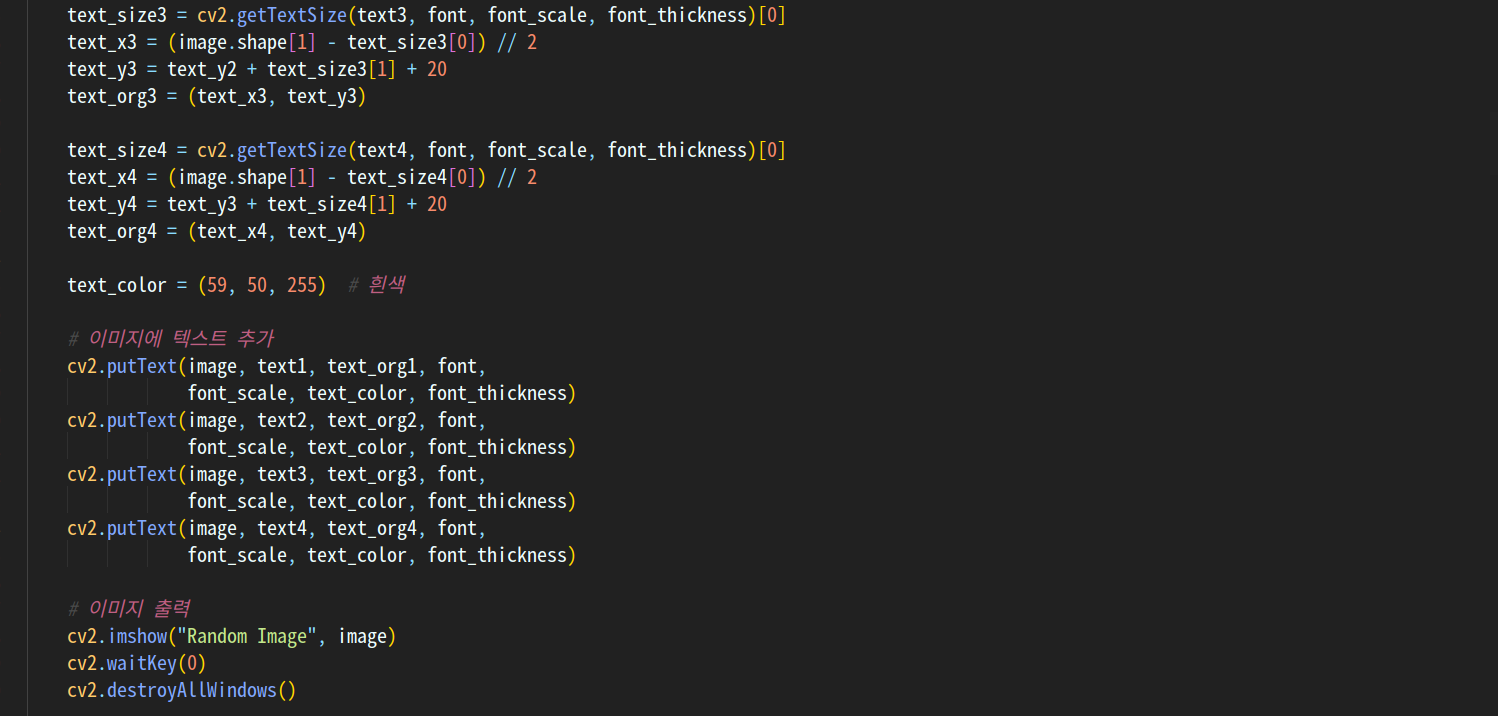 text_size3 = cv2.getTextSize(text3, font, font_scale, font_thickness)[0]
text_x3 = (image.shape[1] - text_size3[0]) // 2
text_y3 = text_y2 + text_size3[1] + 20
text_org3 = (text_x3, text_y3)
text_size4 = cv2.getTextSize(text4, font, font_scale, font_thickness)[0]
text_x4 = (image.shape[1] - text_size4[0]) // 2
text_y4 = text_y3 + text_size4[1] + 20
text_org4 = (text_x4, text_y4)
text_color = (59, 50, 255)  # 흰색
# 이미지에 텍스트 추가
cv2.putText(image, text1, text_org1, font,
font_scale, text_color, font_thickness)
cv2.putText(image, text2, text_org2, font,
font_scale, text_color, font_thickness)
cv2.putText(image, text3, text_org3, font,
font_scale, text_color, font_thickness)
cv2.putText(image, text4, text_org4, font,
font_scale, text_color, font_thickness)
# 이미지 출력
cv2.imshow("Random Image", image)
cv2.waitKey(0)
cv2.destroyAllWindows()